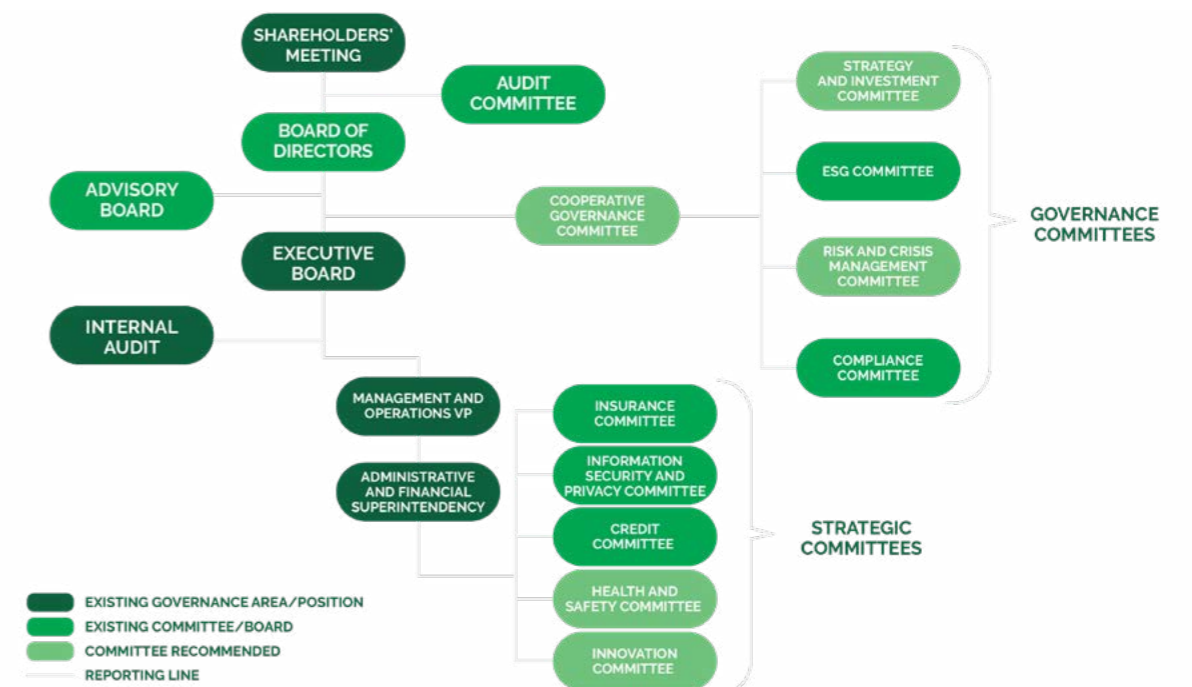 SHAREHOLDERS'
MEETING
AUDIT
COMMITTEE
BOARD OF
DIRECTORS
ADVISORY
BOARD
COOPERATIVE
GOVERNANCE
COMMITTEE
EXECUTIVE
BOARD
INTERNAL
AUDIT
STRATEGY
AND INVESTMENT
COMMITTEE
ESG COMMITTEE
RISK AND CRISIS
MANAGEMENT
COMMITTEE
COMPLIANCE
COMMITTEE
GOVERNANCE
COMMITTEES
MANAGEMENT AND
OPERATIONS VP
ADMINISTRATIVE
AND FINANCIAL
SUPERINTENDENCY
INSURANCE
COMMITTEE
INFORMATION
SECURITY AND
PRIVACY COMMITTEE
CREDIT
COMMITTEE
HEALTH AND
SAFETY COMMITTEE
INNOVATION
COMMITTEE
STRATEGIC
COMMITTEES
EXISTING GOVERNANCE AREA/POSITION
EXISTING COMMITTEE/BOARD
COMMITTEE RECOMMENDED
REPORTING LINE